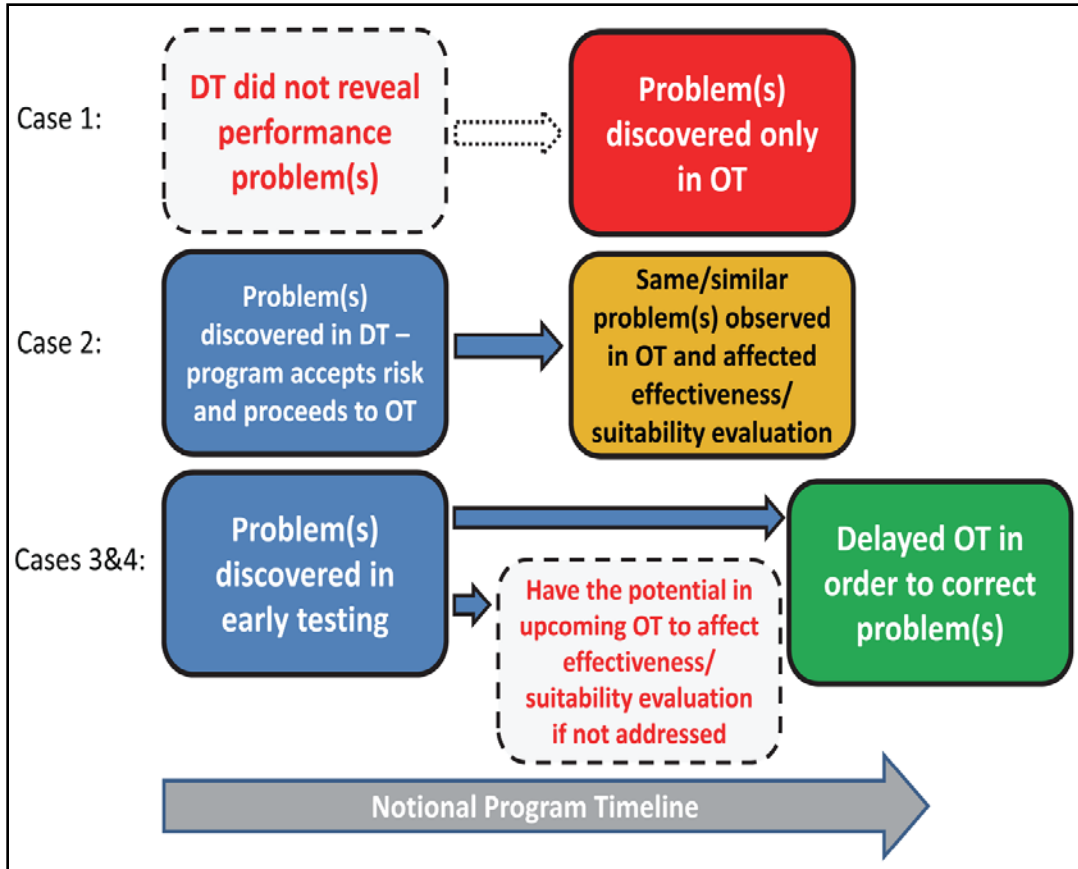 Case 1:
DT did not reveal
performance
problem(s)
Problem(s)
discovered only
in OT
Case 2:
Problem(s)
discovered in DT –
program accepts risk
and proceeds to OT
Same/similar
problem(s) observed
in OT and affected
effectiveness/
suitability evaluation
Cases 3&4:
Problem(s)
discovered in
early testing
Have the potential in
upcoming OT to affect
effectiveness/
suitability evaluation
if not addressed
Delayed OT in
order to correct
problem(s)
Notional Program Timeline